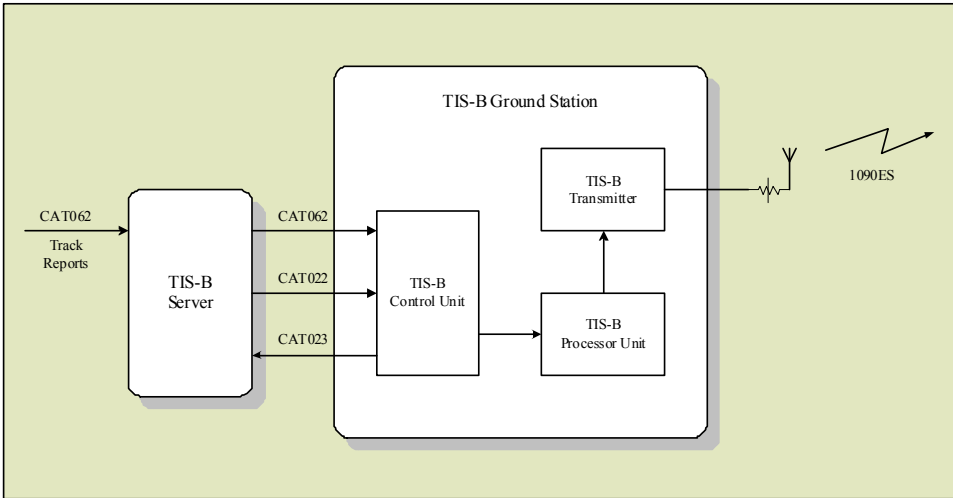 TIS-B Ground Station
TIS-B
Transmitter
1090ES
CAT062
Track
Reports
TIS-B
Server
CAT062
CAT022
CAT023
TIS-B
Control Unit
TIS-B
Processor Unit